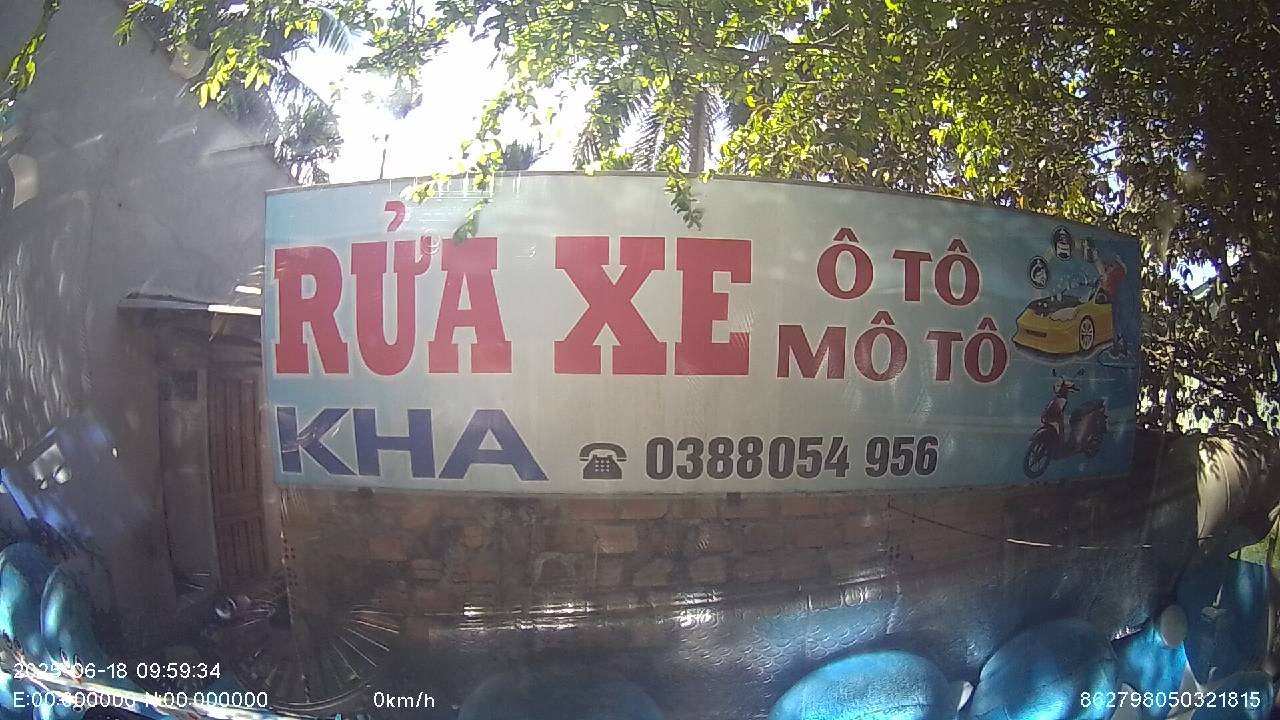 RỬA XE
Ô TÔ
MÔ TÔ
KHA
0388054 956
2025-06-18 09:59:34
E:00.000000 N:00.000000
0km/h
862798050321815